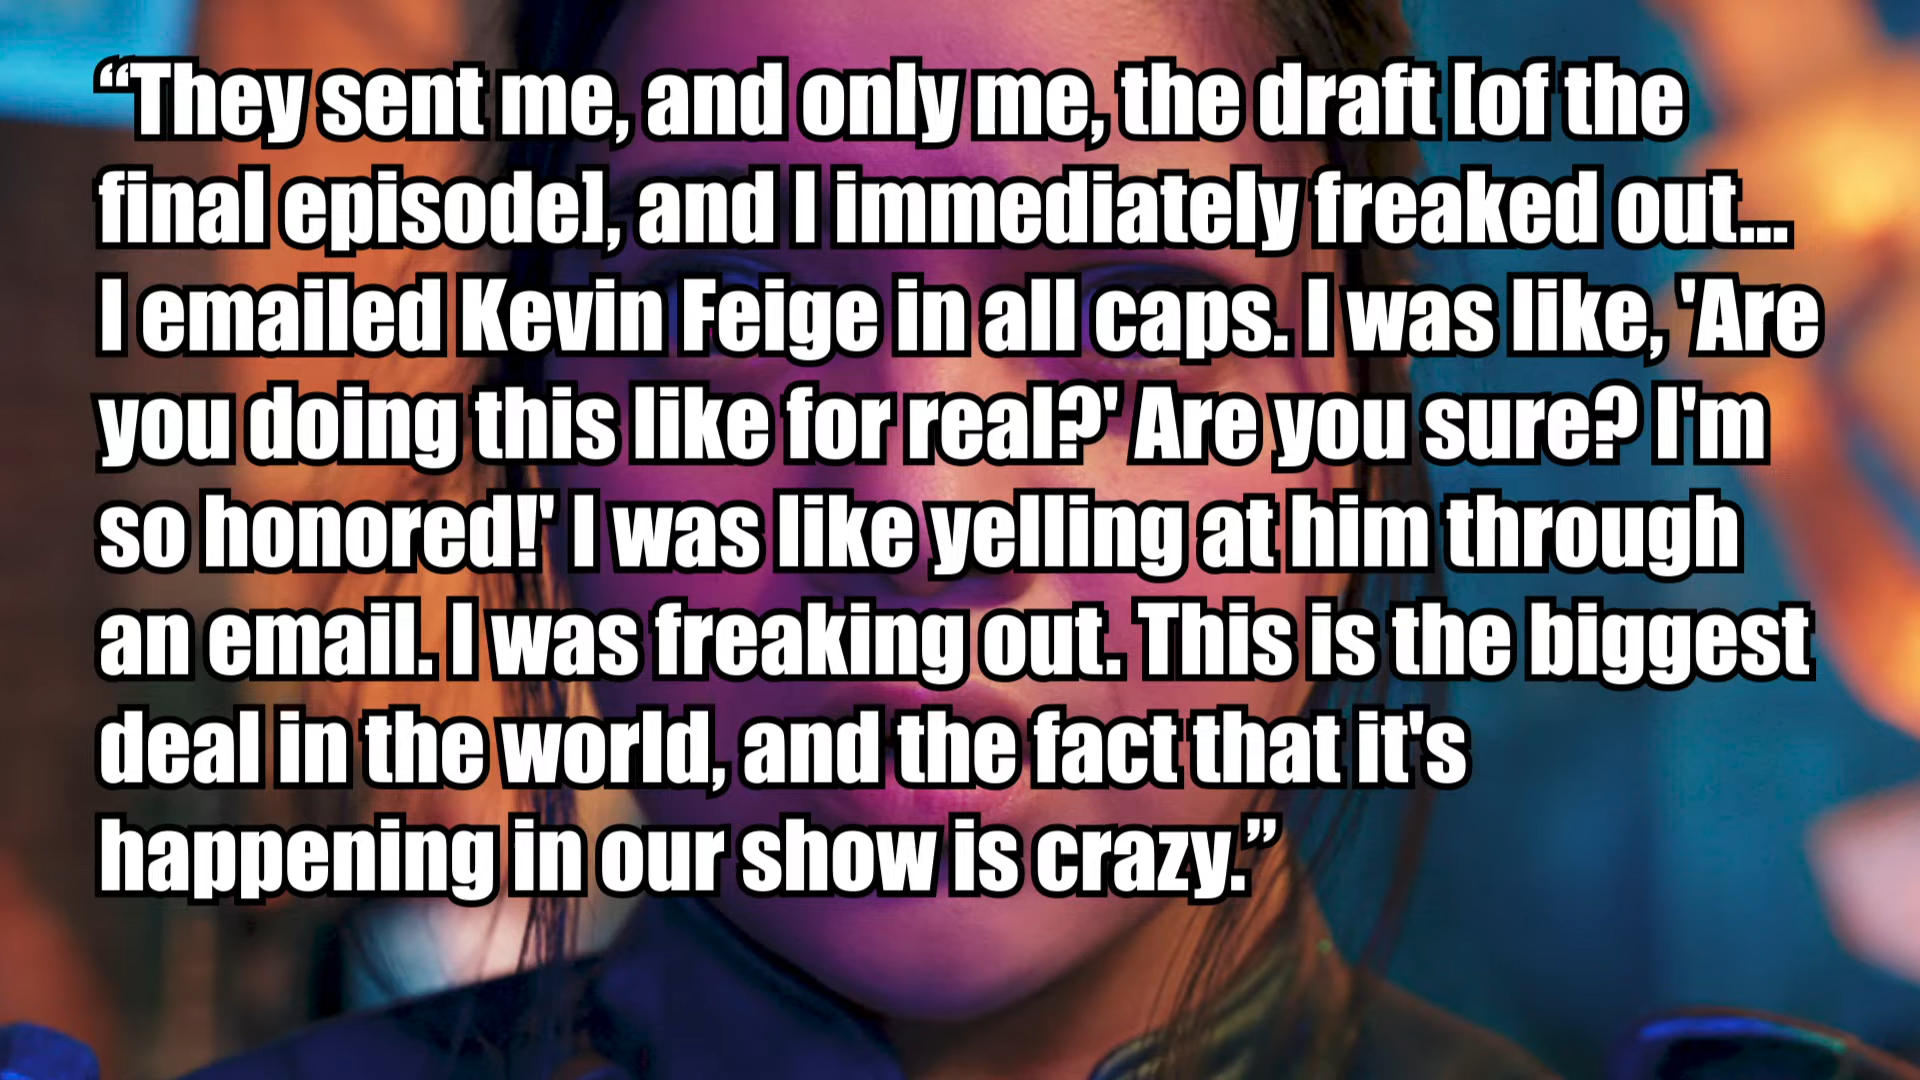 “They sent me, and only me, the draft [of the
final episode], and I immediately freaked out...
I emailed Kevin Feige in all caps. I was like, 'Are
you doing this like for real?' Are you sure? I'm
so honored!' I was like yelling at him through
an email. I was freaking out. This is the biggest
deal in the world, and the fact that it's
happening in our show is crazy.”